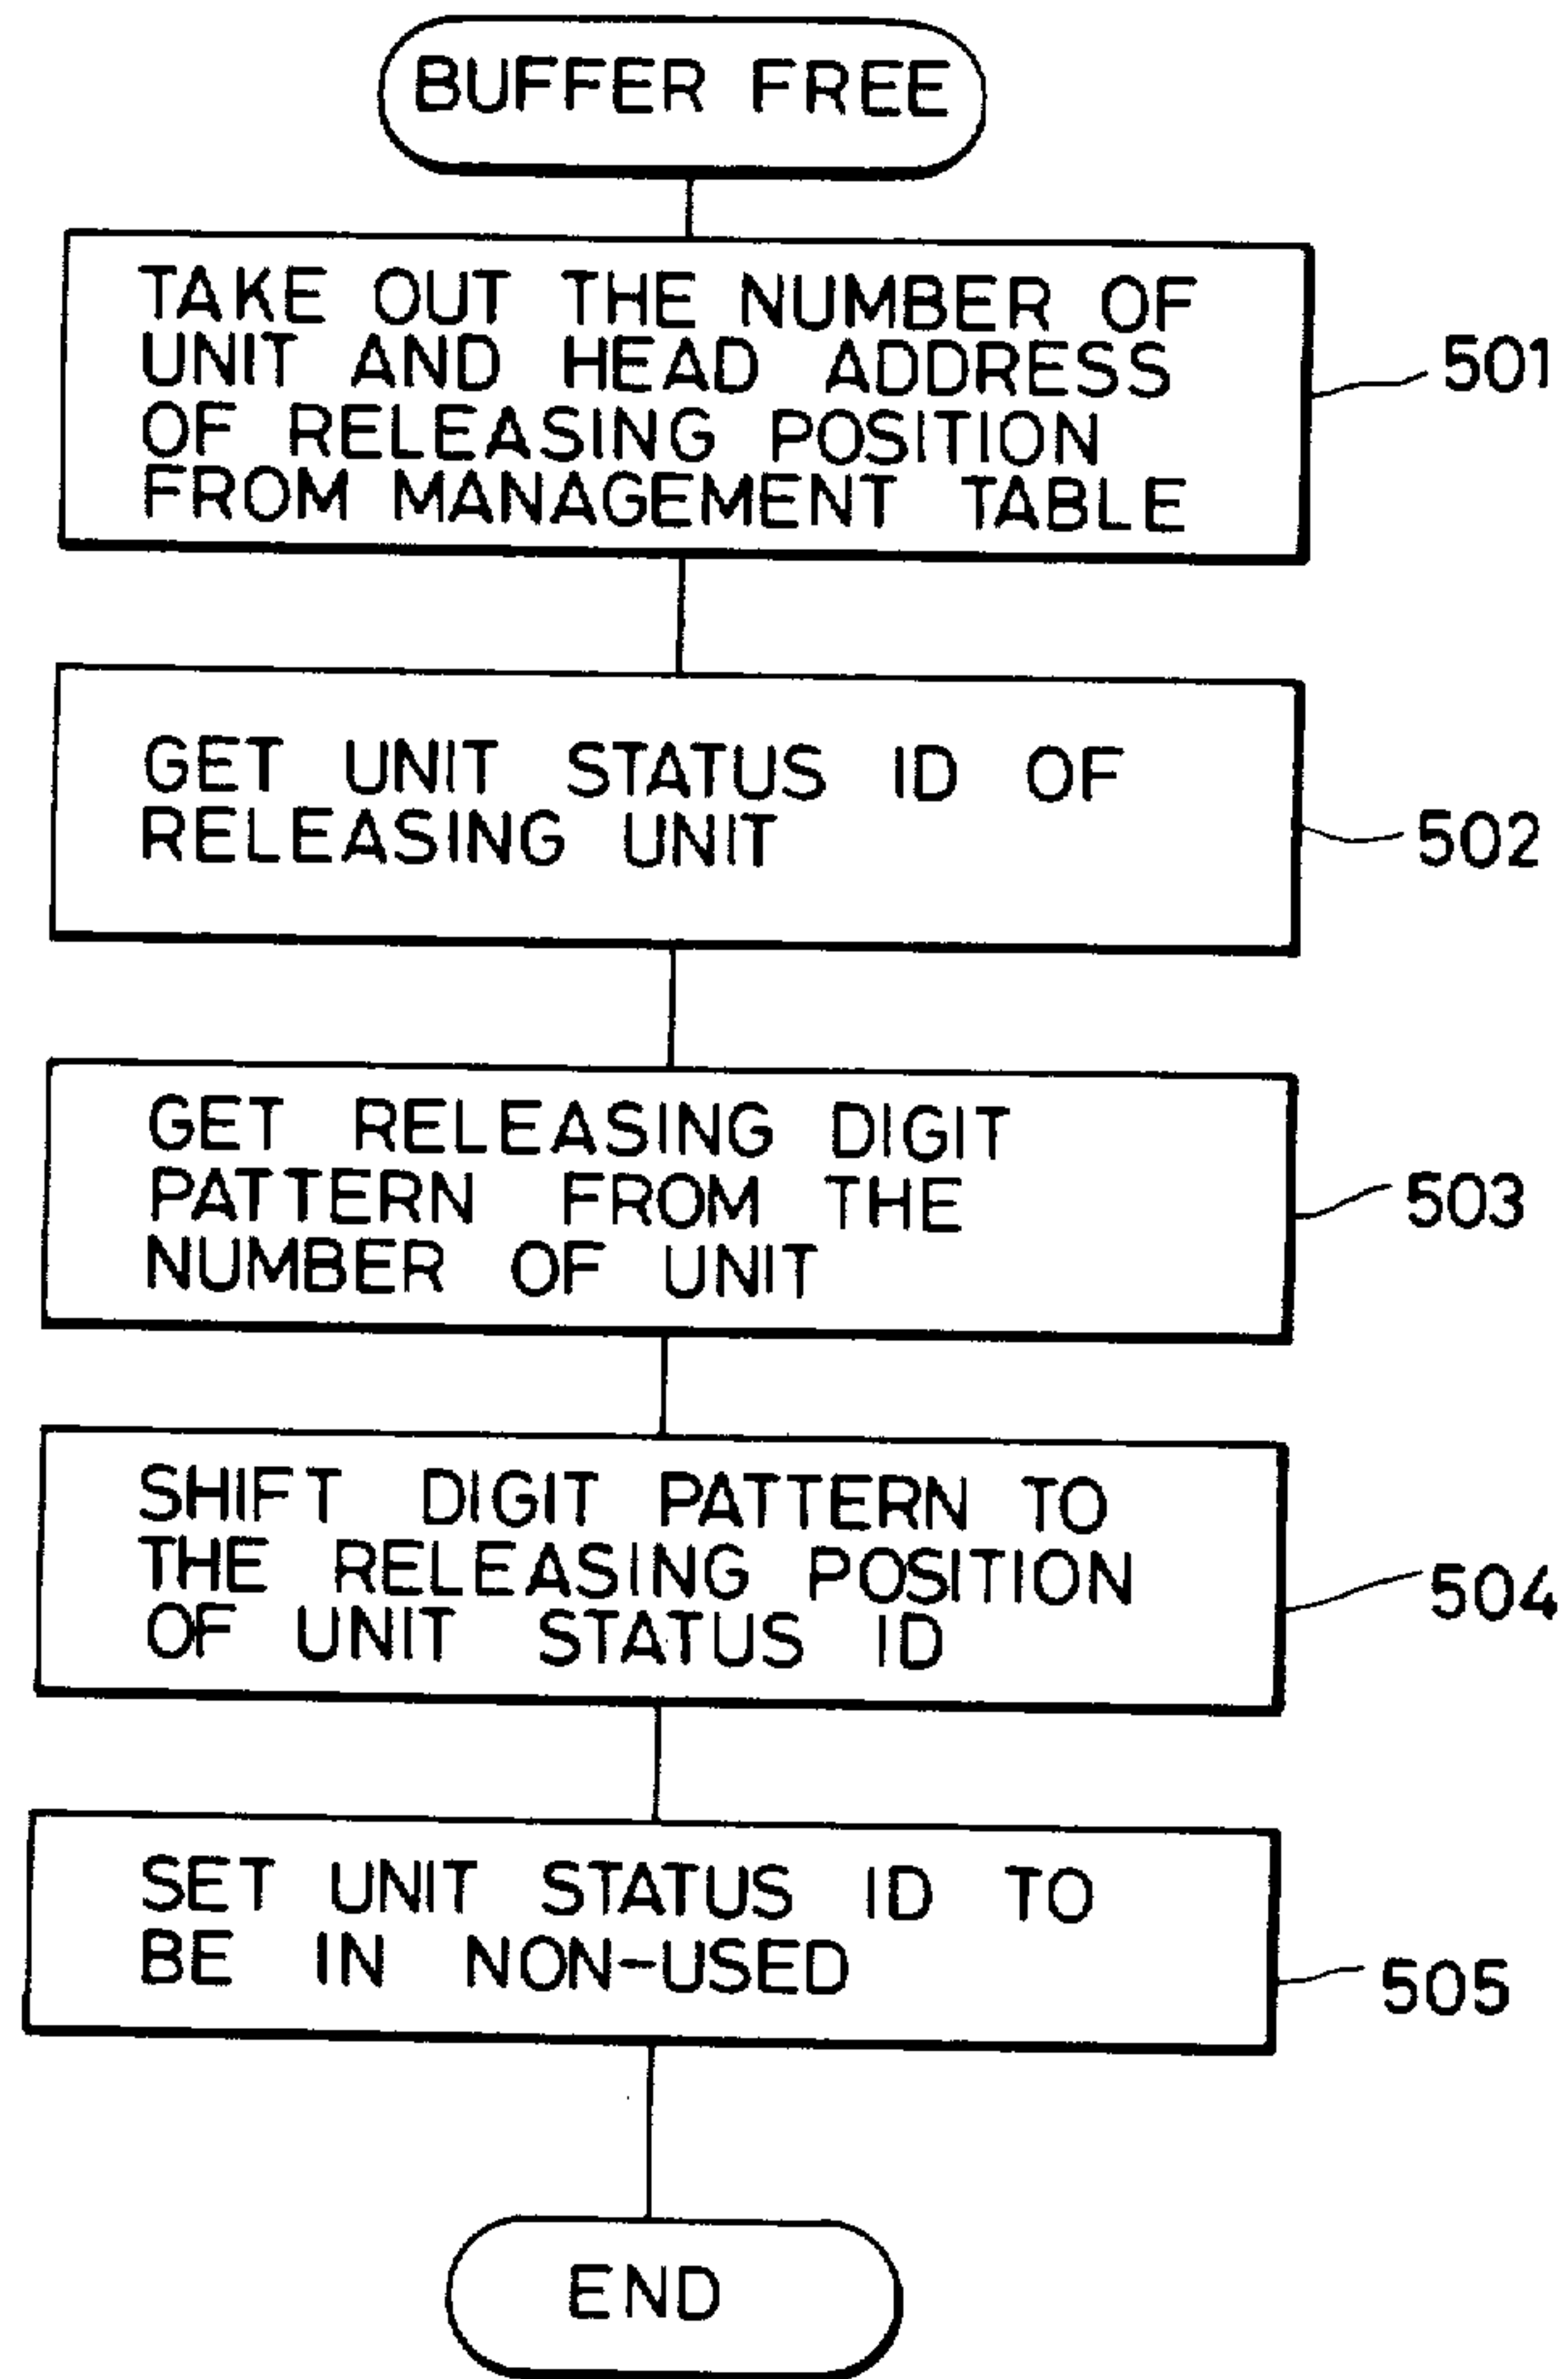 BUFFER FREE
TAKE OUT THE NUMBER OF
UNIT AND HEAD ADDRESS
OF RELEASING POSITION
FROM MANAGEMENT TABLE
501
GET UNIT STATUS ID OF
RELEASING UNIT
502
GET RELEASING DIGIT
PATTERN FROM THE
NUMBER OF UNIT
503
SHIFT DIGIT PATTERN TO
THE RELEASING POSITION
OF UNIT STATUS ID
504
SET UNIT STATUS ID TO
BE IN NON-USED
505
END